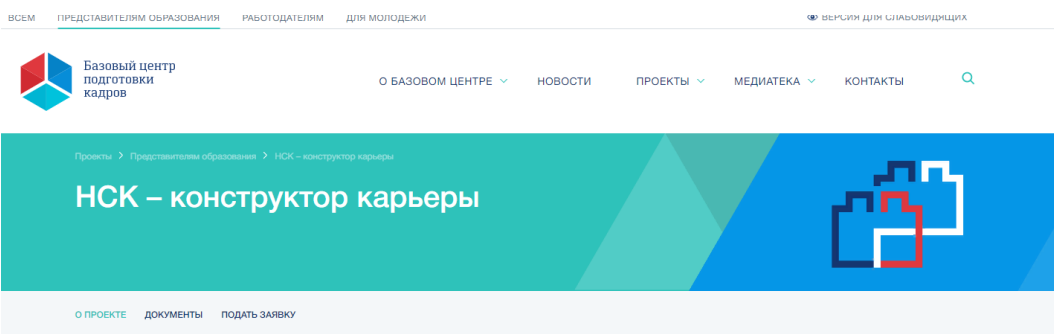 ВСЕМ ПРЕДСТАВИТЕЛЯМ ОБРАЗОВАНИЯ РАБОТОДАТЕЛЯМ ДЛЯ МОЛОДЕЖИ ВЕРСИЯ ДЛЯ СЛАБОВИДЯЩИХ
Базовый центр
подготовки
кадров
О БАЗОВОМ ЦЕНТРЕ НОВОСТИ ПРОЕКТЫ МЕДИАТЕКА КОНТАКТЫ
Проекты > Представителям образования > НСК – конструктор карьеры
НСК – конструктор карьеры
О ПРОЕКТЕ ДОКУМЕНТЫ ПОДАТЬ ЗАЯВКУ